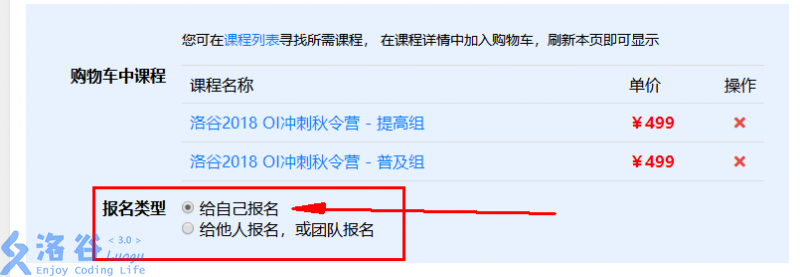 您可在课程列表寻找所需课程， 在课程详情中加入购物车，刷新本页即可显示
购物车中课程
课程名称 单价 操作
洛谷2018 OI冲刺秋令营 - 提高组 ￥499 ×
洛谷2018 OI冲刺秋令营 - 普及组 ￥499 ×
报名类型 给自己报名
给他人报名，或团队报名
洛谷 < 3.0 >
Luogu
Enjoy Coding Life